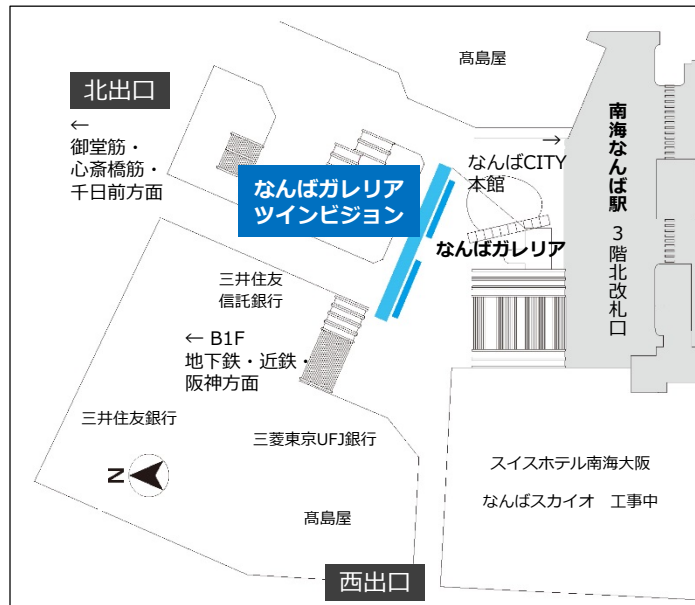 髙島屋
北出口
←
御堂筋・
心斎橋筋・
千日前方面
→
なんばCITY
本館
南海なんば駅 3階北改札口
なんばガレリア
ツインビジョン
なんばガレリア
三井住友
信託銀行
← B1F
地下鉄・近鉄・
阪神方面
三井住友銀行
三菱東京UFJ銀行
N
スイスホテル南海大阪
なんばスカイオ 工事中
髙島屋
西出口